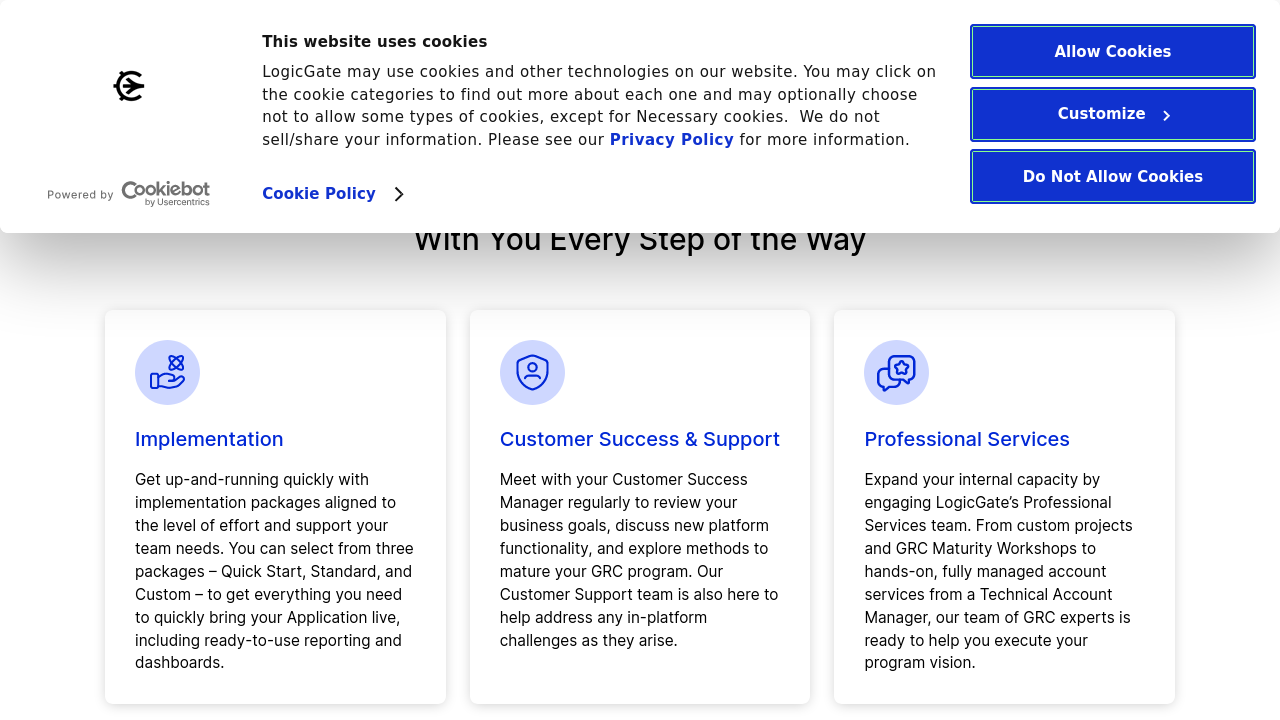 This website uses cookies
LogicGate may use cookies and other technologies on our website. You may click on
the cookie categories to find out more about each one and may optionally choose
not to allow some types of cookies, except for Necessary cookies.  We do not
sell/share your information. Please see our Privacy Policy for more information.
Cookie Policy
Powered by Cookiebot
by Usercentrics
Allow Cookies
Customize
Do Not Allow Cookies
With You Every Step of the Way
Implementation
Get up-and-running quickly with
implementation packages aligned to
the level of effort and support your
team needs. You can select from three
packages – Quick Start, Standard, and
Custom – to get everything you need
to quickly bring your Application live,
including ready-to-use reporting and
dashboards.
Customer Success & Support
Meet with your Customer Success
Manager regularly to review your
business goals, discuss new platform
functionality, and explore methods to
mature your GRC program. Our
Customer Support team is also here to
help address any in-platform
challenges as they arise.
Professional Services
Expand your internal capacity by
engaging LogicGate’s Professional
Services team. From custom projects
and GRC Maturity Workshops to
hands-on, fully managed account
services from a Technical Account
Manager, our team of GRC experts is
ready to help you execute your
program vision.